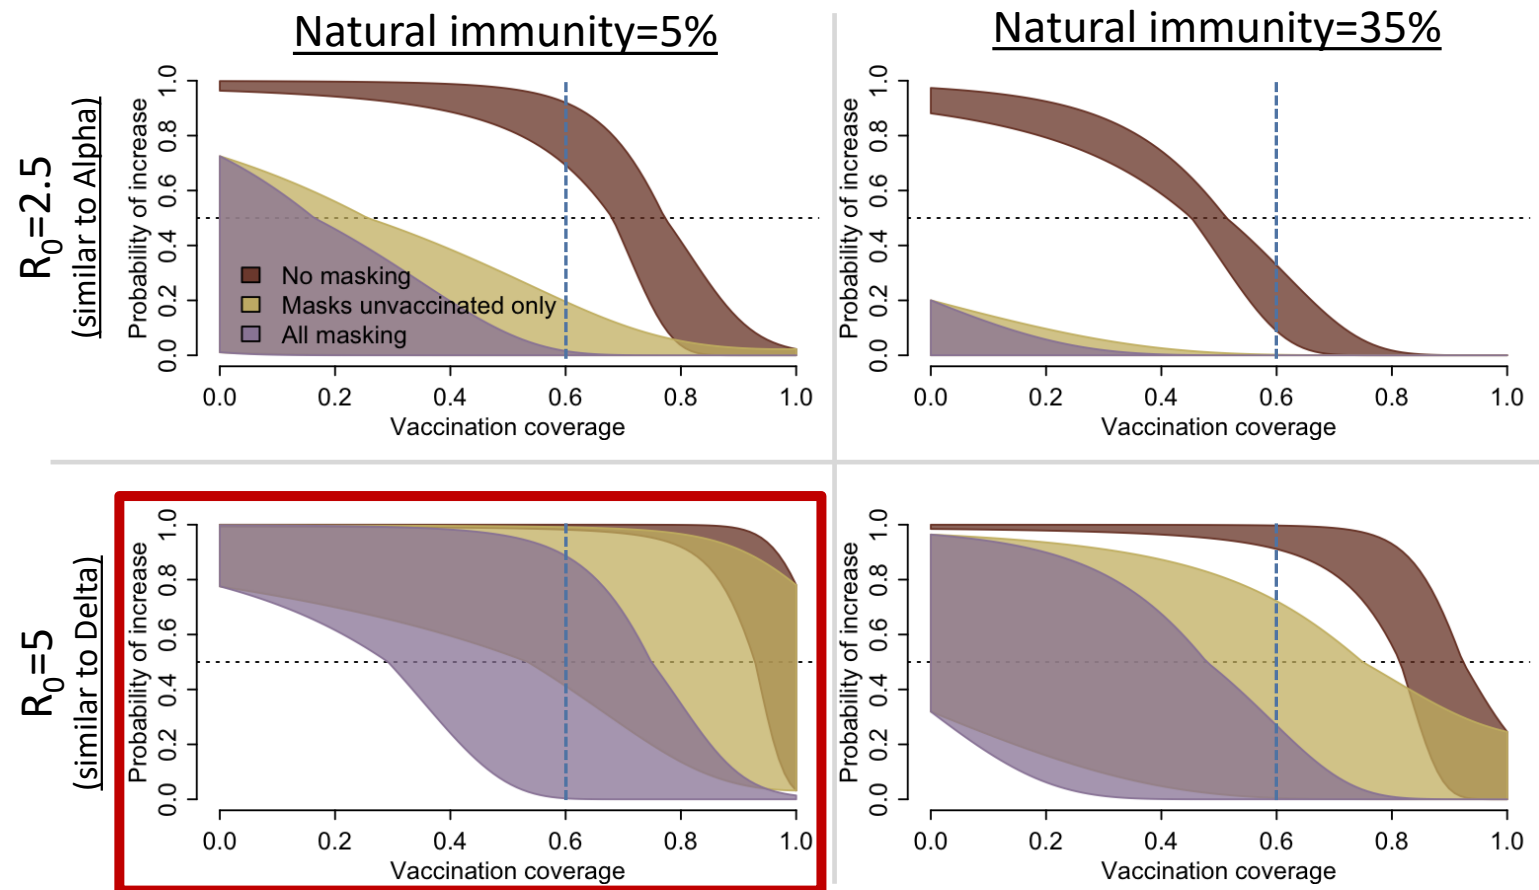 Natural immunity=5%
Natural immunity=35%
R0=2.5
(similar to Alpha)
Probability of increase
0.0 0.2 0.4 0.6 0.8 1.0
No masking
Masks unvaccinated only
All masking
0.0 0.2 0.4 0.6 0.8 1.0
Vaccination coverage
Probability of increase
0.0 0.2 0.4 0.6 0.8 1.0
0.0 0.2 0.4 0.6 0.8 1.0
Vaccination coverage
R0=5
(similar to Delta)
Probability of increase
0.0 0.2 0.4 0.6 0.8 1.0
0.0 0.2 0.4 0.6 0.8 1.0
Vaccination coverage
Probability of increase
0.0 0.2 0.4 0.6 0.8 1.0
0.0 0.2 0.4 0.6 0.8 1.0
Vaccination coverage